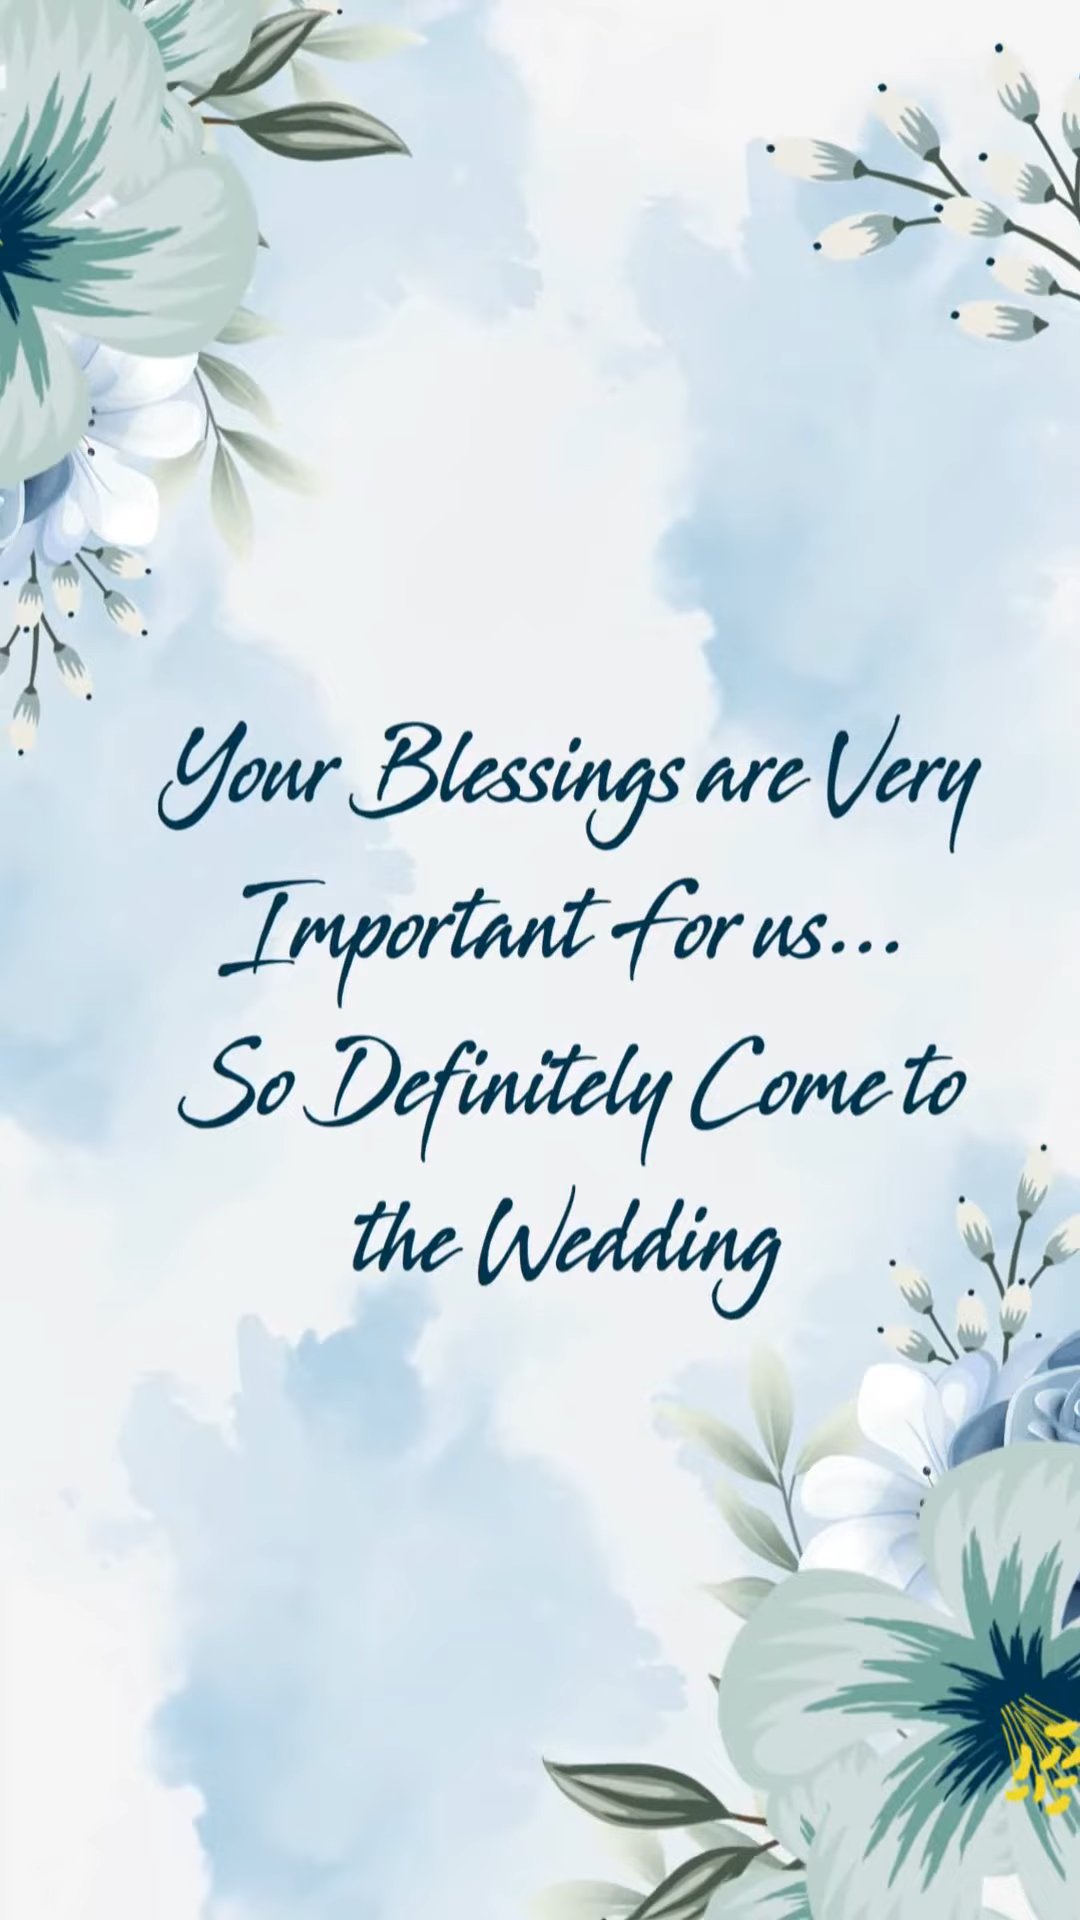 Your Blessings are Very
Important for us...
So Definitely Come to
the Wedding